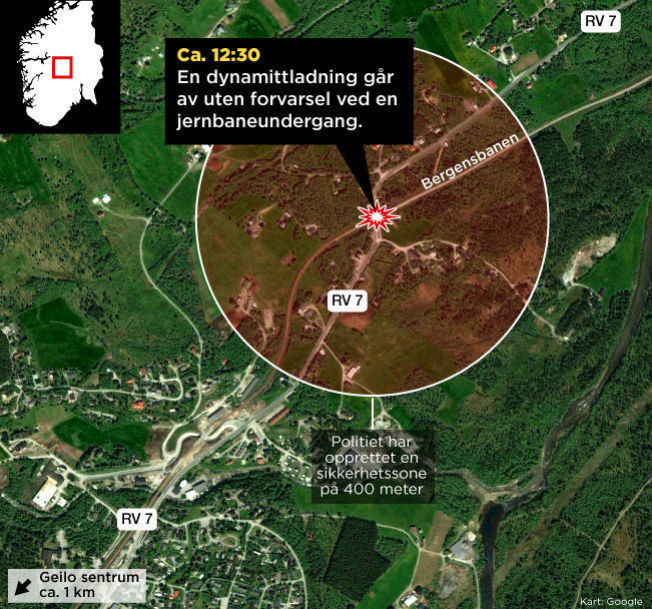 RV 7
Ca. 12:30
En dynamittladning går
av uten forvarsel ved en
jernbaneundergang.
Bergensbanen
RV 7
Politiet har
opprettet en
sikkerhetssone
på 400 meter
RV 7
Geilo sentrum
ca. 1 km
Kart: Google